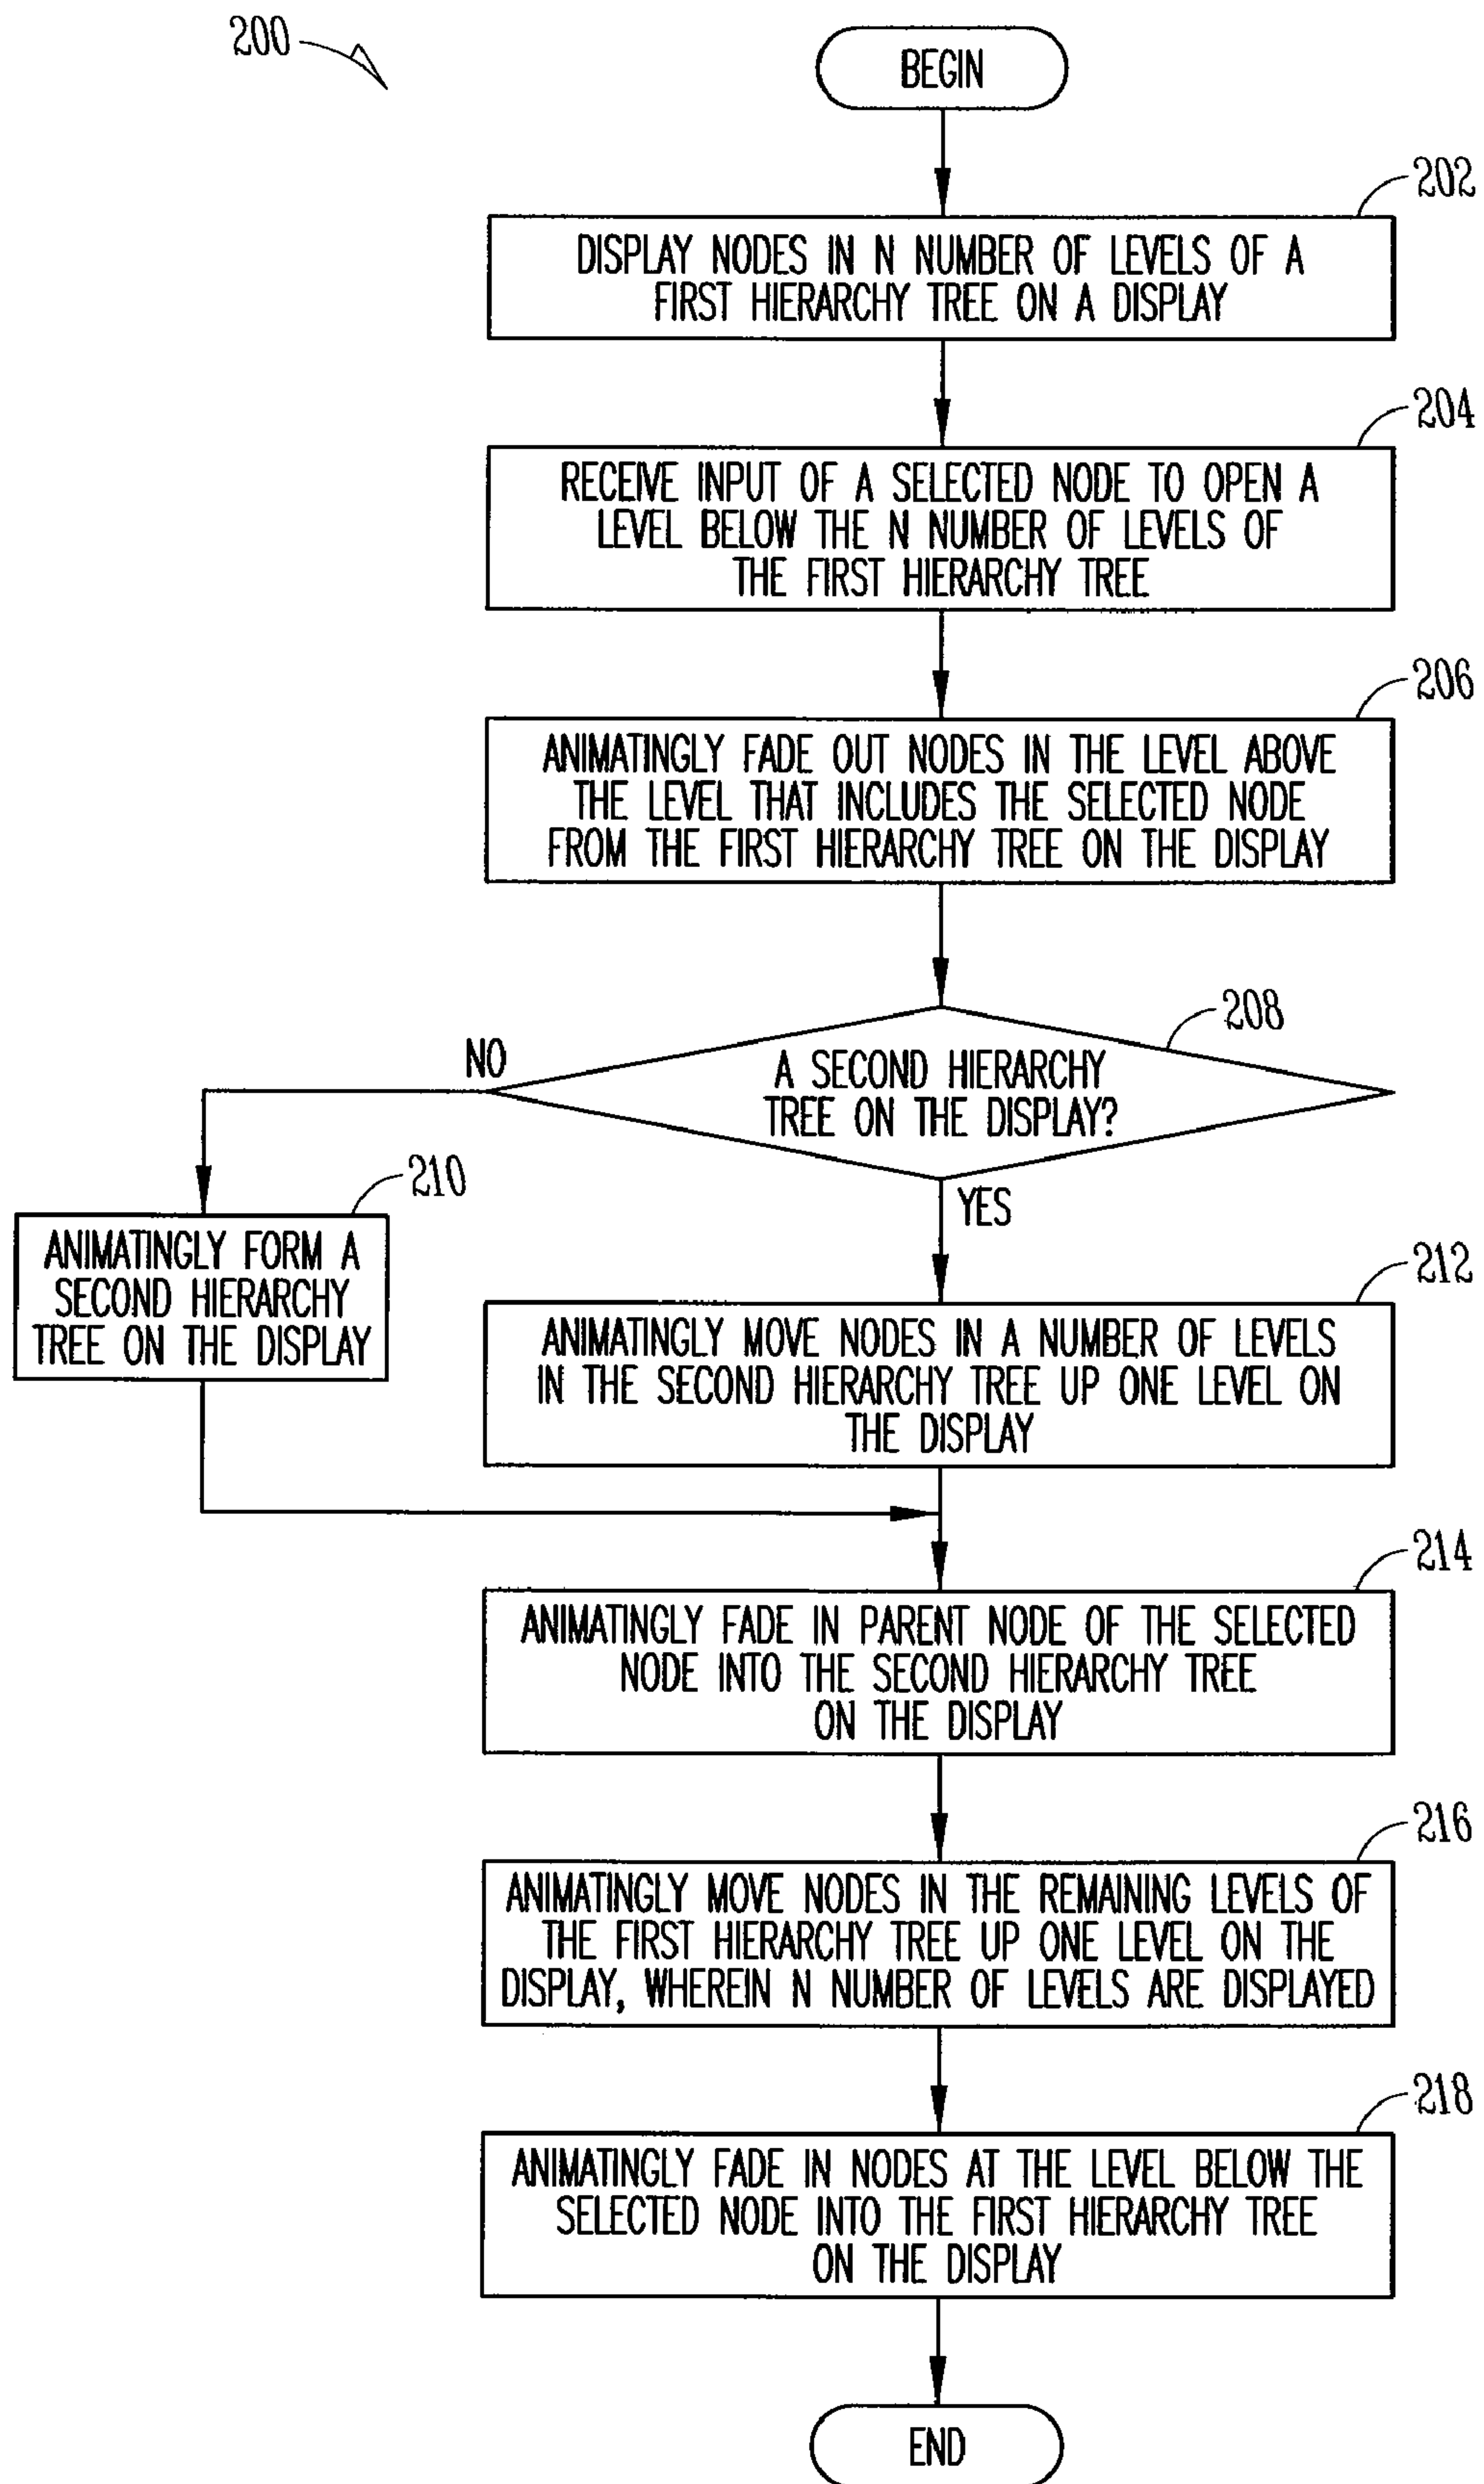 200
BEGIN
202
DISPLAY NODES IN N NUMBER OF LEVELS OF A
FIRST HIERARCHY TREE ON A DISPLAY
204
RECEIVE INPUT OF A SELECTED NODE TO OPEN A
LEVEL BELOW THE N NUMBER OF LEVELS OF
THE FIRST HIERARCHY TREE
206
ANIMATINGLY FADE OUT NODES IN THE LEVEL ABOVE
THE LEVEL THAT INCLUDES THE SELECTED NODE
FROM THE FIRST HIERARCHY TREE ON THE DISPLAY
208
A SECOND HIERARCHY
TREE ON THE DISPLAY?
NO
YES
210
ANIMATINGLY FORM A
SECOND HIERARCHY
TREE ON THE DISPLAY
212
ANIMATINGLY MOVE NODES IN A NUMBER OF LEVELS
IN THE SECOND HIERARCHY TREE UP ONE LEVEL ON
THE DISPLAY
214
ANIMATINGLY FADE IN PARENT NODE OF THE SELECTED
NODE INTO THE SECOND HIERARCHY TREE
ON THE DISPLAY
216
ANIMATINGLY MOVE NODES IN THE REMAINING LEVELS OF
THE FIRST HIERARCHY TREE UP ONE LEVEL ON THE
DISPLAY, WHEREIN N NUMBER OF LEVELS ARE DISPLAYED
218
ANIMATINGLY FADE IN NODES AT THE LEVEL BELOW THE
SELECTED NODE INTO THE FIRST HIERARCHY TREE
ON THE DISPLAY
END